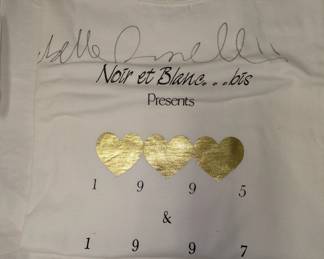 Noir et Blanc...bis
Presents
1 9 9 5
&
1 9 9 7